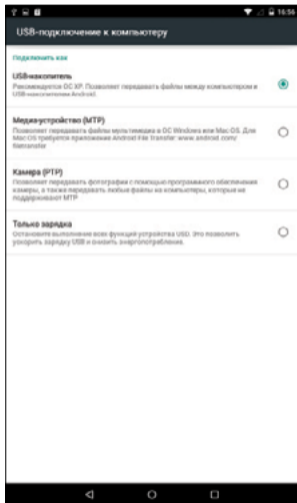 16:56
USB-подключение к компьютеру
Подключить как
USB-накопитель
Рекомендуется ОС XP. Позволяет передавать файлы между компьютером и
USB-накопителем Android.
Медиа-устройство (MTP)
Позволяет передавать файлы мультимедиа в ОС Windows или Mac OS. Для
Mac OS требуется приложение Android File Transfer: www.android.com/
filetransfer
Камера (PTP)
Позволяет передавать фотографии с помощью программного обеспечения
камеры, а также передавать любые файлы на компьютеры, которые не
поддерживают MTP
Только зарядка
Остановите выполнение всех функций устройства USB. Это позволить
ускорить зарядку USB и снизить энергопотребление.